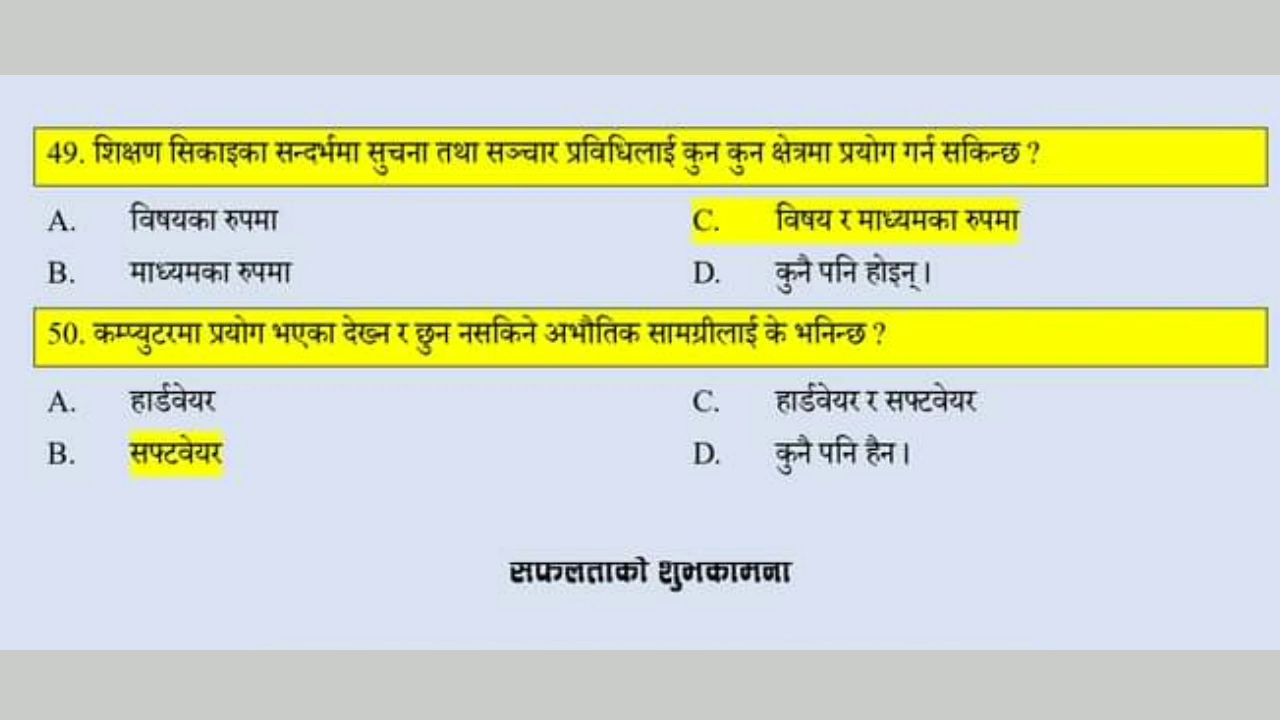 49. शिक्षण सिकाइका सन्दर्भमा सुचना तथा सञ्चार प्रविधिलाई कुन कुन क्षेत्रमा प्रयोग गर्न सकिन्छ ?
A. विषयका रुपमा C. विषय र माध्यमका रुपमा
B. माध्यमका रुपमा D. कुनै पनि होइन् ।
50. कम्प्युटरमा प्रयोग भएका देख्न र छुन नसकिने अभौतिक सामग्रीलाई के भनिन्छ ?
A. हार्डवेयर C. हार्डवेयर र सफ्टवेयर
B. सफ्टवेयर D. कुनै पनि हैन ।
सफलताको शुभकामना